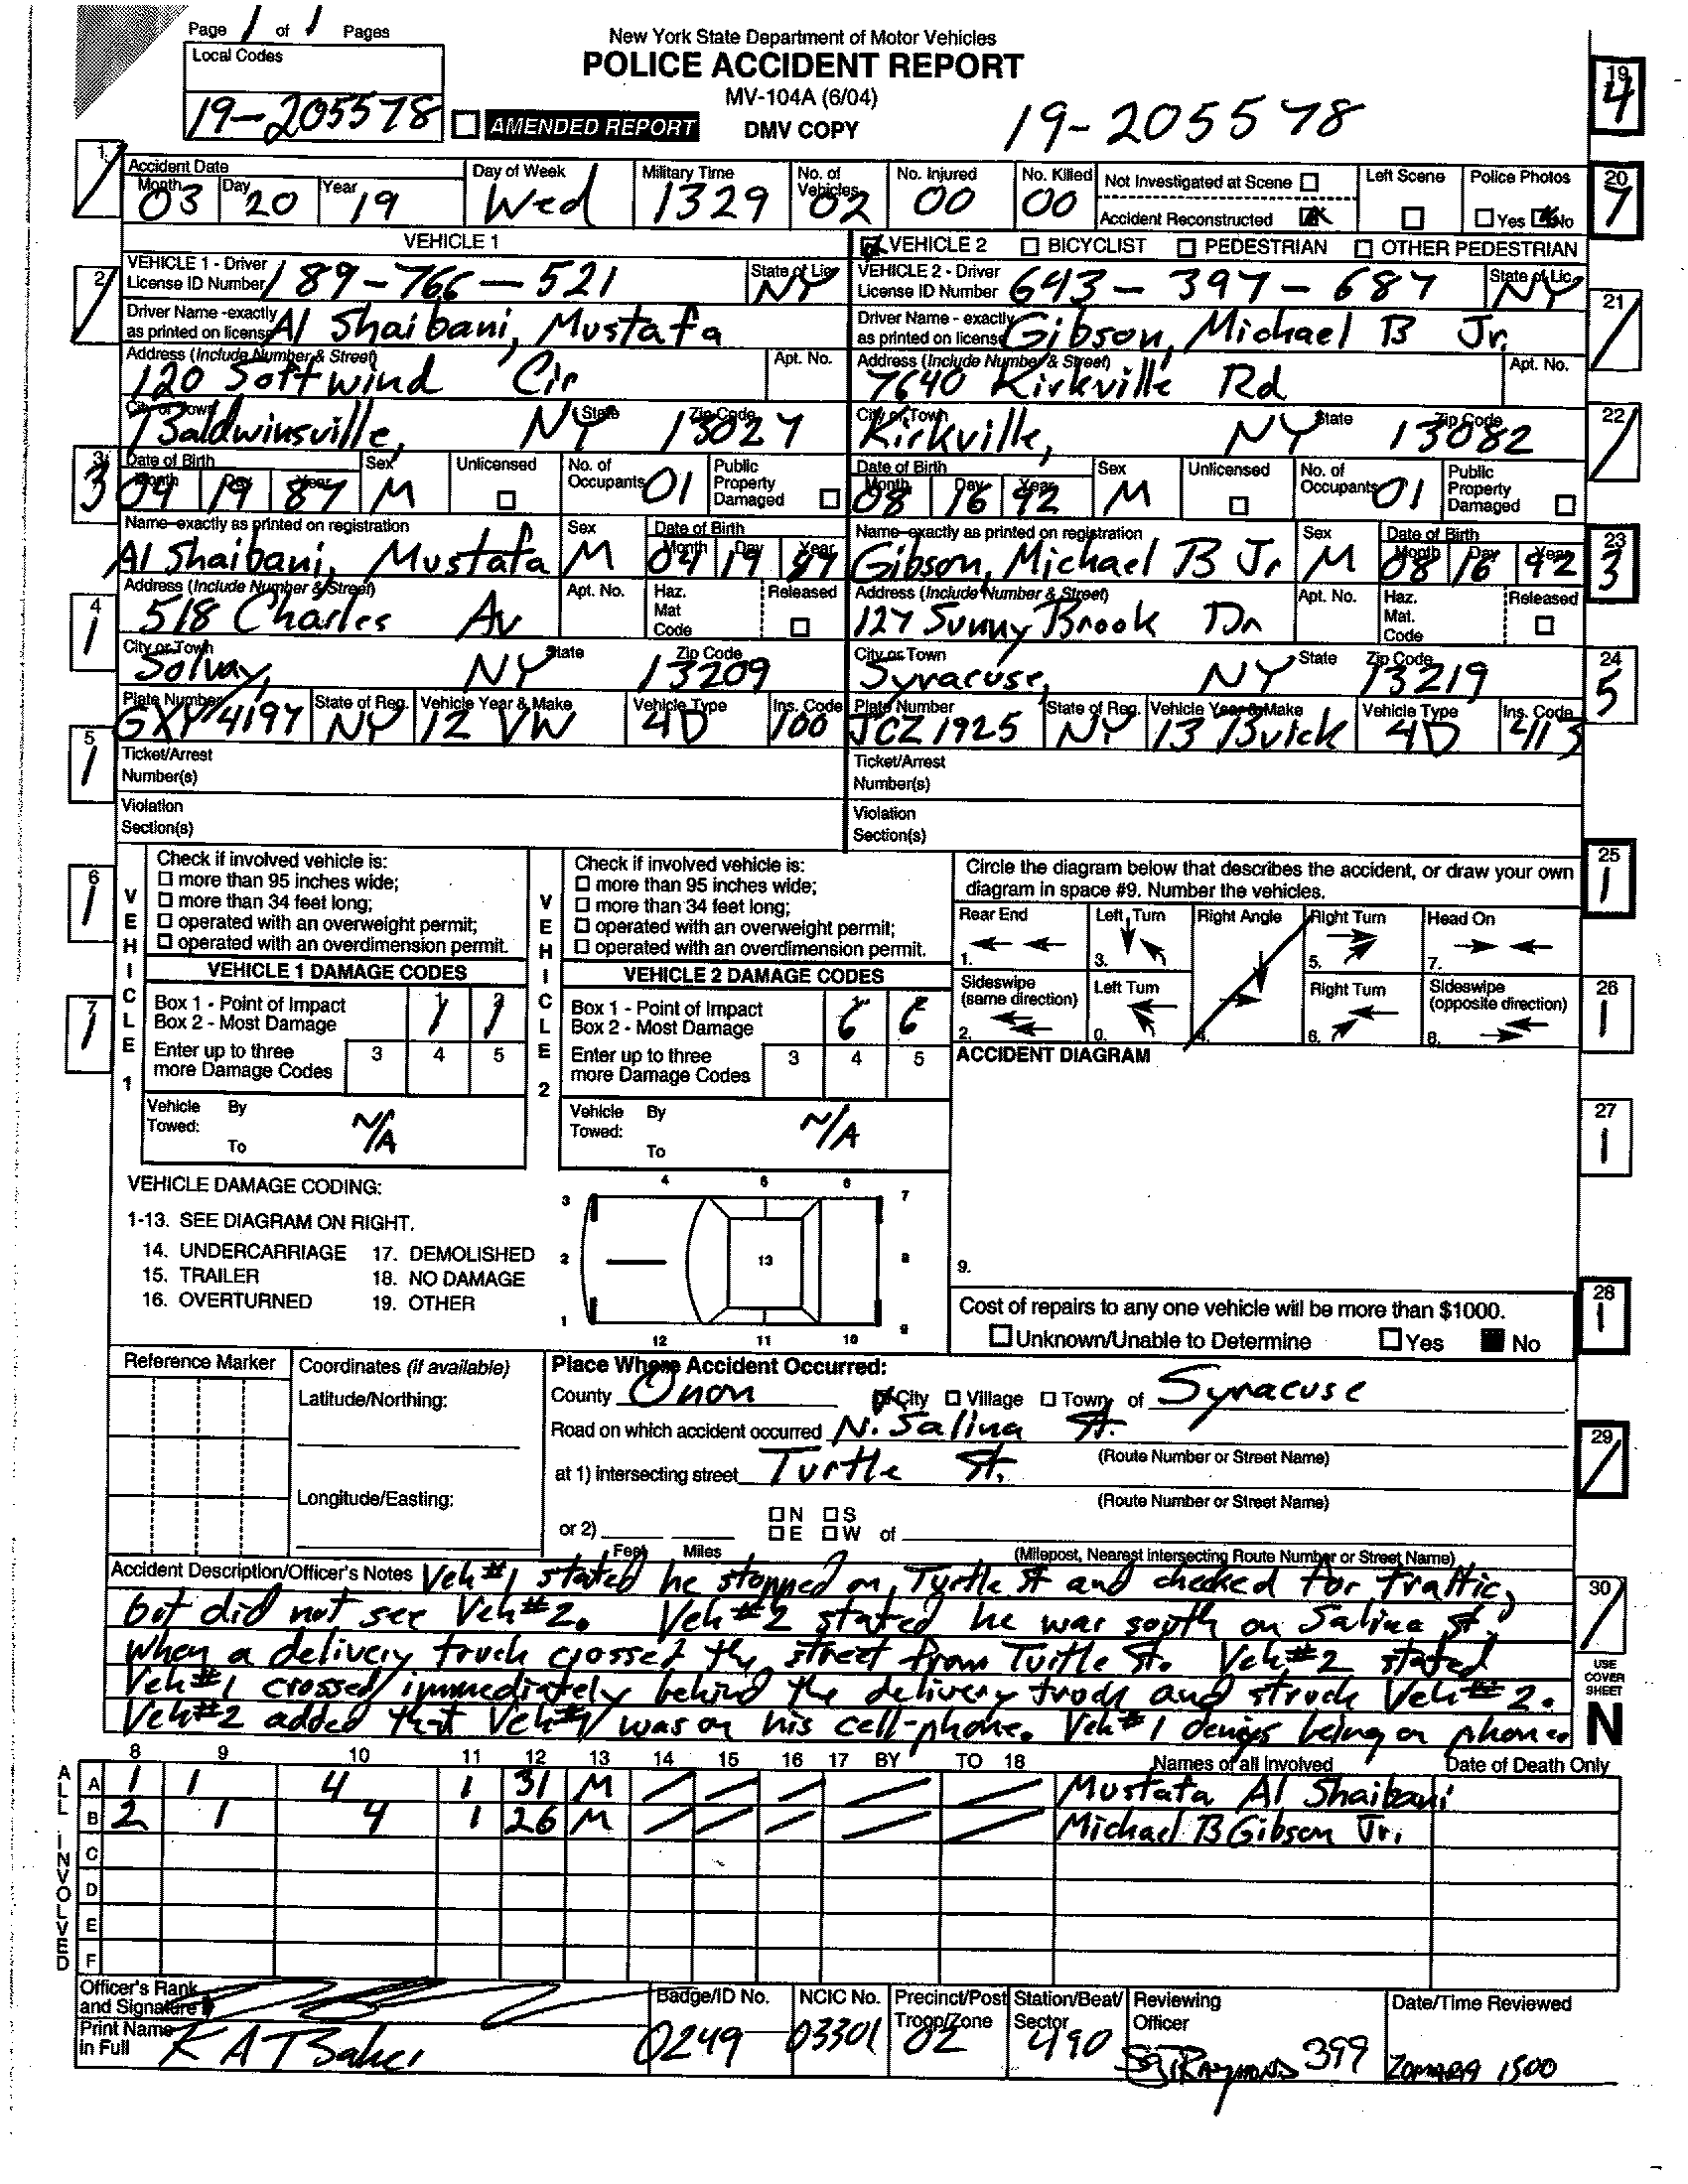 Page 1 of 1 Pages
Local Codes
19-205578
New York State Department of Motor Vehicles
POLICE ACCIDENT REPORT
MV-104A (6/04)
AMENDED REPORT DMV COPY
19-205578
19 4
1 /
Accident Date Month 03 Day 20 Year 19 Day of Week Wed Military Time 1329 No. of Vehicles 02 No. Injured 00 No. Killed 00 Not Investigated at Scene Accident Reconstructed Left Scene Police Photos Yes No
20 7
VEHICLE 1 VEHICLE 2 BICYCLIST PEDESTRIAN OTHER PEDESTRIAN
2 /
VEHICLE 1 - Driver License ID Number 189-766-521 State of Lic. NY
VEHICLE 2 - Driver License ID Number 643-397-687 State of Lic. NY
21 /
Driver Name -exactly as printed on license Al Shaibani, Mustafa
Driver Name - exactly as printed on license Gibson, Michael B Jr.
Address (Include Number & Street) 120 Softwind Cir Apt. No.
Address (Include Number & Street) 7640 Kirkville Rd Apt. No.
City or Town Baldwinsville, NY State Zip Code 13027
City or Town Kirkville, NY State Zip Code 13082
22 /
3 3
Date of Birth Month 04 Day 19 Year 87 Sex M Unlicensed No. of Occupants 01 Public Property Damaged
Date of Birth Month 08 Day 16 Year 92 Sex M Unlicensed No. of Occupants 01 Public Property Damaged
Name-exactly as printed on registration Al Shaibani, Mustafa Sex M Date of Birth Month 04 Day 19 Year 87
Name-exactly as printed on registration Gibson, Michael B Jr Sex M Date of Birth Month 08 Day 16 Year 92
23 3
4 1
Address (Include Number & Street) 518 Charles Av Apt. No. Haz. Mat Code Released
Address (Include Number & Street) 127 Sunny Brook Dr Apt. No. Haz. Mat. Code Released
City or Town Solvay, NY State Zip Code 13209
City or Town Syracuse, NY State Zip Code 13219
24 5
Plate Number GXY4197 State of Reg. NY Vehicle Year & Make 12 VW Vehicle Type 4D Ins. Code 100
Plate Number JCZ1925 State of Reg. NY Vehicle Year & Make 13 Buick Vehicle Type 4D Ins. Code 413
5 1
Ticket/Arrest Number(s)
Ticket/Arrest Number(s)
Violation Section(s)
Violation Section(s)
25 1
6 1
VEHICLE 1
Check if involved vehicle is:
more than 95 inches wide;
more than 34 feet long;
operated with an overweight permit;
operated with an overdimension permit.
VEHICLE 1 DAMAGE CODES
7 1
Box 1 - Point of Impact 1 2
Box 2 - Most Damage 1 1
Enter up to three more Damage Codes 3 4 5
Vehicle Towed: By N/A
To
VEHICLE 2
Check if involved vehicle is:
more than 95 inches wide;
more than 34 feet long;
operated with an overweight permit;
operated with an overdimension permit.
VEHICLE 2 DAMAGE CODES
Box 1 - Point of Impact
Box 2 - Most Damage 6 6
Enter up to three more Damage Codes 3 4 5
Vehicle Towed: By N/A
To
Circle the diagram below that describes the accident, or draw your own
diagram in space #9. Number the vehicles.
Rear End 1. Left Turn 3. Right Angle 4. Right Turn 5. Head On 7.
Sideswipe (same direction) 2. Left Turn 0. Right Turn 6. Sideswipe (opposite direction) 8.
26 1
ACCIDENT DIAGRAM
27 1
9.
VEHICLE DAMAGE CODING:
1-13. SEE DIAGRAM ON RIGHT.
14. UNDERCARRIAGE 17. DEMOLISHED
15. TRAILER 18. NO DAMAGE
16. OVERTURNED 19. OTHER
3 4 5 6 7
2 13 8
1 12 11 10 9
28 1
Cost of repairs to any one vehicle will be more than $1000.
Unknown/Unable to Determine Yes No
Reference Marker
Coordinates (if available)
Latitude/Northing:
Longitude/Easting:
Place Where Accident Occurred:
County Onon City Village Town of Syracuse
Road on which accident occurred N. Salina St.
(Route Number or Street Name)
29 /
at 1) intersecting street Turtle St.
(Route Number or Street Name)
or 2) Feet Miles N S E W of
(Milepost, Nearest intersecting Route Number or Street Name)
Accident Description/Officer's Notes Veh #1 stated he stopped on Turtle St and checked for traffic,
but did not see Veh #2. Veh #2 stated he was south on Salina St.
when a delivery truck crossed the street from Turtle St. Veh #2 stated
Veh #1 crossed immediately behind the delivery truck and struck Veh #2.
Veh #2 added that Veh #1 was on his cell-phone. Veh #1 denies being on phone.
30 /
USE COVER SHEET
N
8 9 10 11 12 13 14 15 16 17 BY TO 18 Names of all Involved Date of Death Only
ALL INVOLVED
A 1 1 4 1 31 M / / / / / Mustafa Al Shaibani
B 2 1 4 1 26 M / / / / / Michael B Gibson Jr.
C
D
E
F
Officer's Rank and Signature
Print Name in Full K A Baker
Badge/ID No. 0249 NCIC No. 03301 Precinct/Post Troop/Zone 02 Station/Beat/Sector 490 Reviewing Officer SGT RAYMOND 399 Date/Time Reviewed 20MAR19 1500